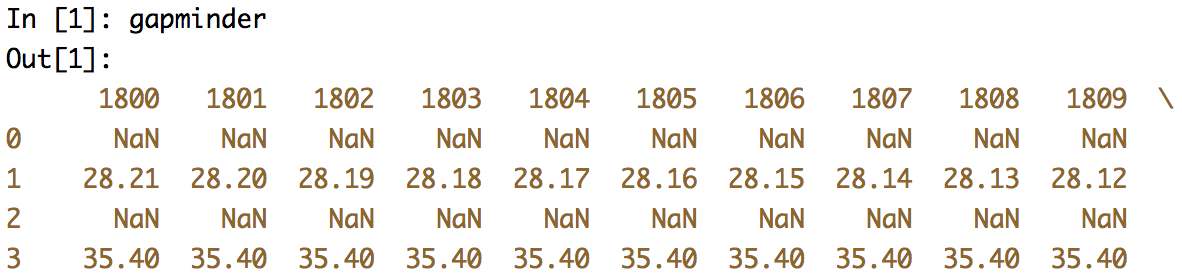 In [1]: gapminder
Out[1]:
1800 1801 1802 1803 1804 1805 1806 1807 1808 1809 \
0 NaN NaN NaN NaN NaN NaN NaN NaN NaN NaN
1 28.21 28.20 28.19 28.18 28.17 28.16 28.15 28.14 28.13 28.12
2 NaN NaN NaN NaN NaN NaN NaN NaN NaN NaN
3 35.40 35.40 35.40 35.40 35.40 35.40 35.40 35.40 35.40 35.40